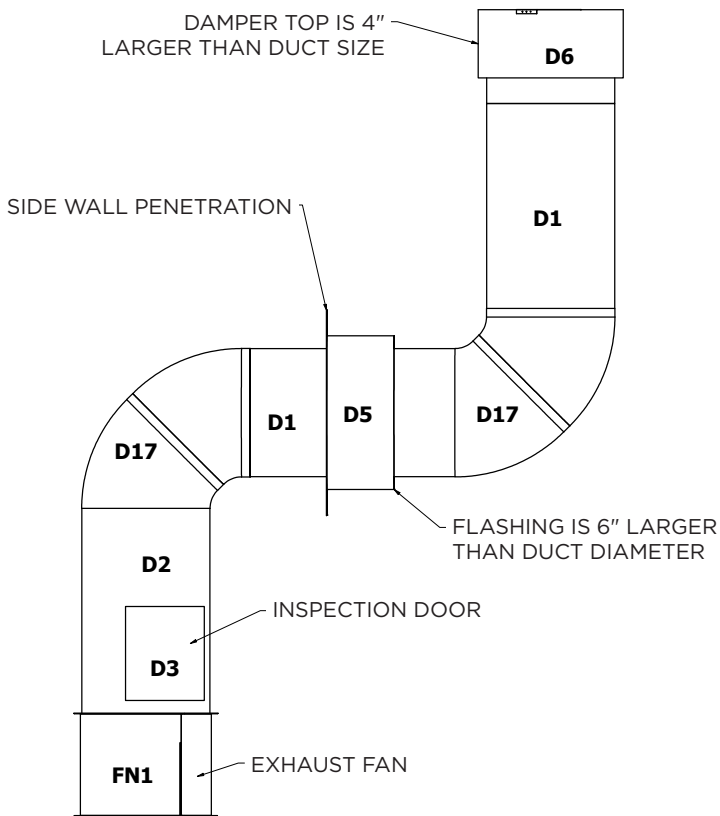 DAMPER TOP IS 4"
LARGER THAN DUCT SIZE
D6
SIDE WALL PENETRATION
D1
D1
D5
D17
D17
FLASHING IS 6" LARGER
THAN DUCT DIAMETER
D2
INSPECTION DOOR
D3
FN1
EXHAUST FAN